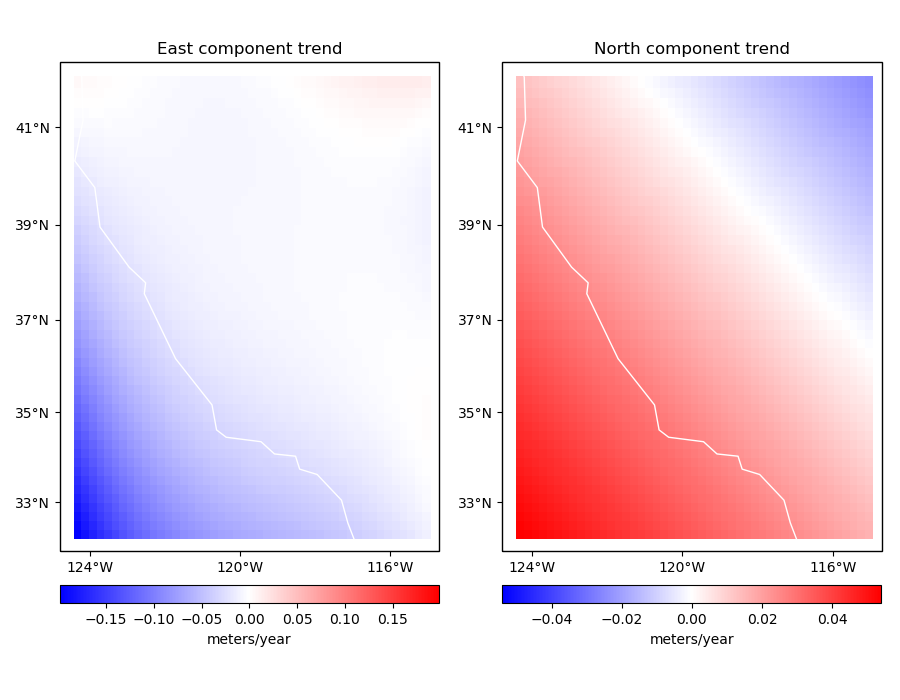 East component trend
North component trend
41°N
39°N
37°N
35°N
33°N
124°W 120°W 116°W
−0.15 −0.10 −0.05 0.00 0.05 0.10 0.15
meters/year
41°N
39°N
37°N
35°N
33°N
124°W 120°W 116°W
−0.04 −0.02 0.00 0.02 0.04
meters/year